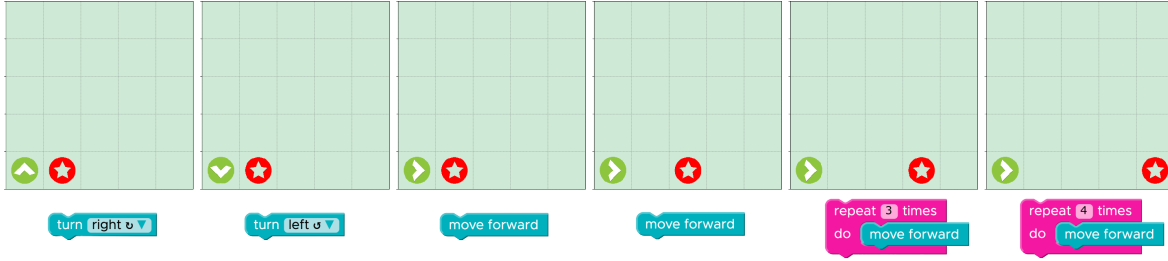 turn right ↻ ▼
turn left ↺ ▼
move forward
move forward
repeat 3 times
do move forward
repeat 4 times
do move forward